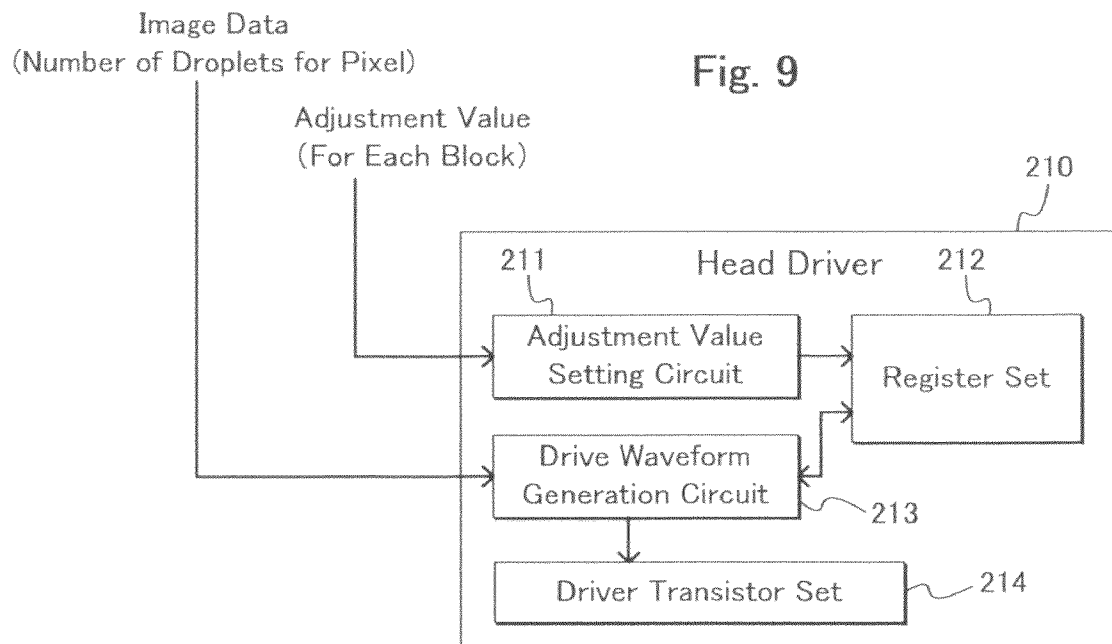 Image Data
(Number of Droplets for Pixel)
Fig. 9
Adjustment Value
(For Each Block)
210
Head Driver
211
212
Adjustment Value
Setting Circuit
Register Set
Drive Waveform
Generation Circuit
213
Driver Transistor Set
214